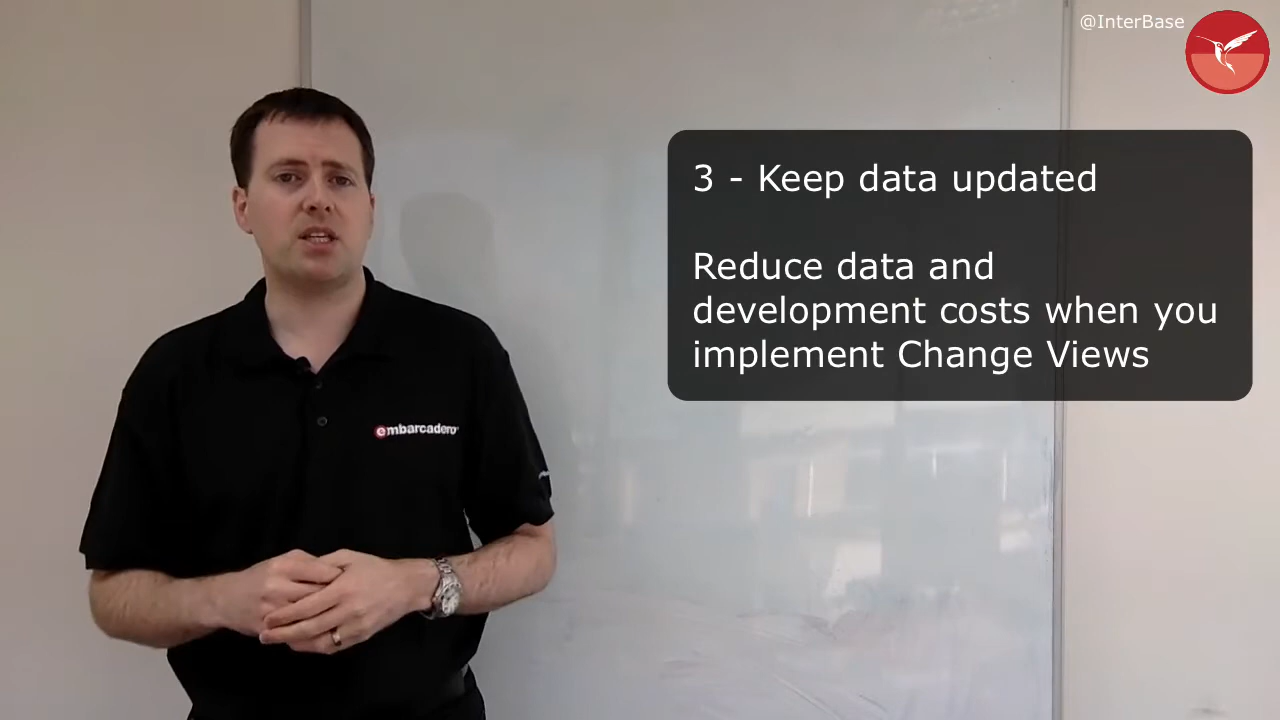 @InterBase
3 - Keep data updated
Reduce data and
development costs when you
implement Change Views
embarcadero